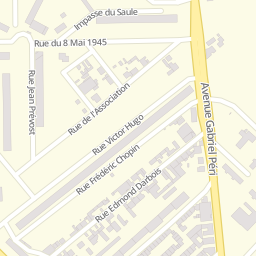 Impasse du Saule
Rue du 8 Mai 1945
Rue Jean Prévost
Rue de l'Association
Avenue Gabriel Péri
Rue Victor Hugo
Rue Frédéric Chopin
Rue Edmond Darbois